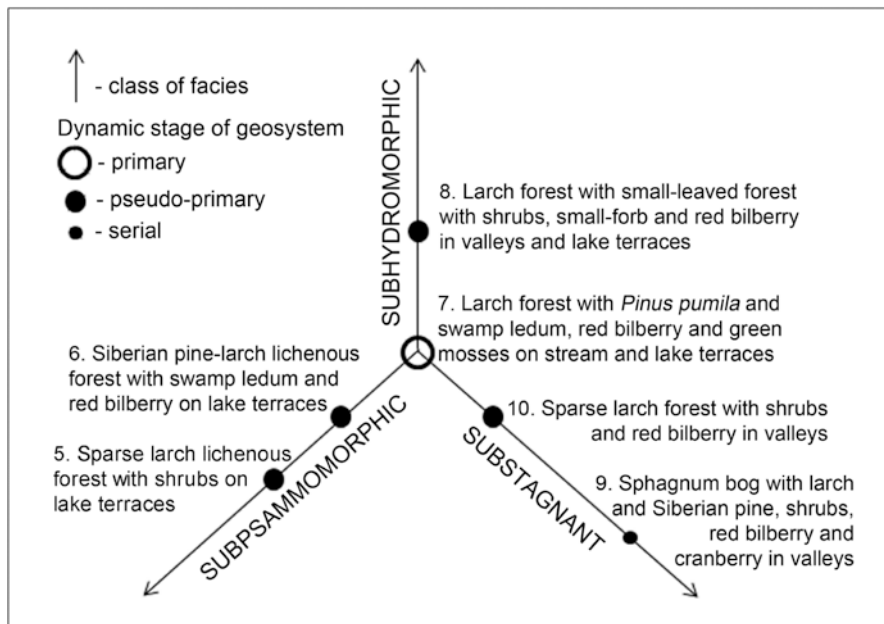 - class of facies
Dynamic stage of geosystem
- primary
- pseudo-primary
- serial
SUBHYDROMORPHIC
8. Larch forest with small-leaved forest
with shrubs, small-forb and red bilberry
in valleys and lake terraces
7. Larch forest with Pinus pumila and
swamp ledum, red bilberry and green
mosses on stream and lake terraces
6. Siberian pine-larch lichenous
forest with swamp ledum and
red bilberry on lake terraces
5. Sparse larch lichenous
forest with shrubs on
lake terraces
SUBPSAMMOMORPHIC
10. Sparse larch forest with shrubs
and red bilberry in valleys
SUBSTAGNANT
9. Sphagnum bog with larch
and Siberian pine, shrubs,
red bilberry and
cranberry in valleys